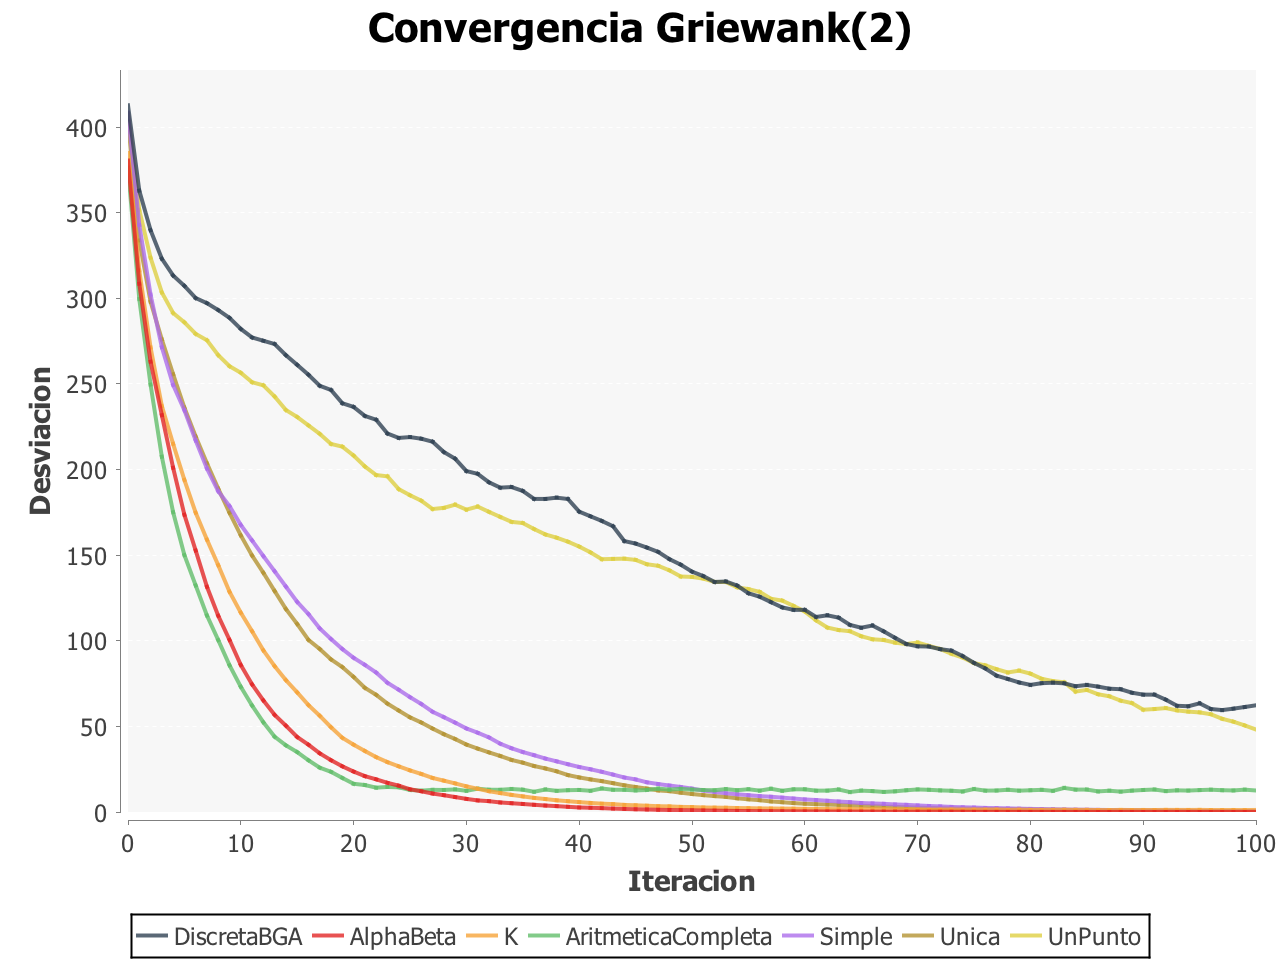 Convergencia Griewank(2)
400
350
300
250
200
150
100
50
0
Desviacion
0 10 20 30 40 50 60 70 80 90 100
Iteracion
DiscretaBGA AlphaBeta K AritmeticaCompleta Simple Unica UnPunto